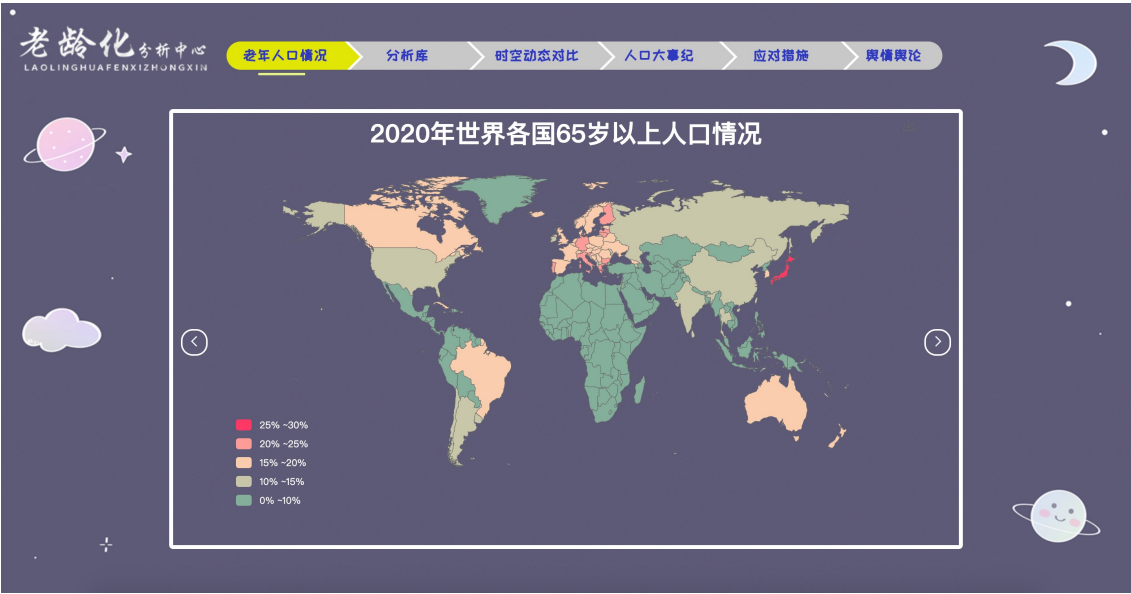 老龄化分析中心
LAOLINGHUAFENXIZHONGXIN
老年人口情况
分析库
时空动态对比
人口大事纪
应对措施
舆情舆论
2020年世界各国65岁以上人口情况
25% ~30%
20% ~25%
15% ~20%
10% ~15%
0% ~10%